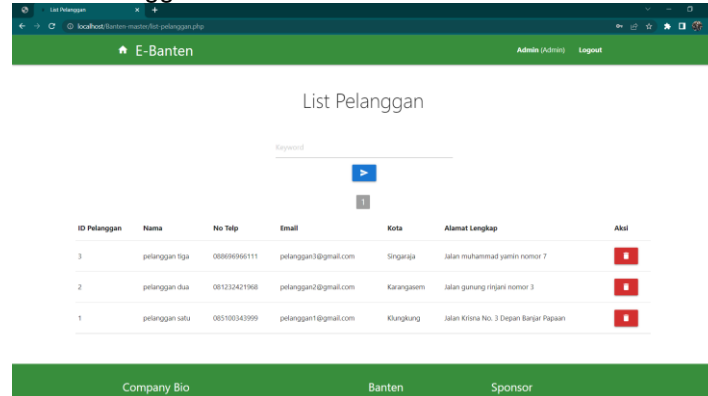 List Pelanggan
localhost/Banten-master/list-pelanggan.php
E-Banten
Admin (Admin) Logout
List Pelanggan
Keyword
1
ID Pelanggan Nama No Telp Email Kota Alamat Lengkap Aksi
3 pelanggan tiga 088696966111 pelanggan3@gmail.com Singaraja Jalan muhammad yamin nomor 7
2 pelanggan dua 081232421968 pelanggan2@gmail.com Karangasem Jalan gunung rinjani nomor 3
1 pelanggan satu 085100343999 pelanggan1@gmail.com Klungkung Jalan Krisna No. 3 Depan Banjar Papaan
Company Bio Banten Sponsor